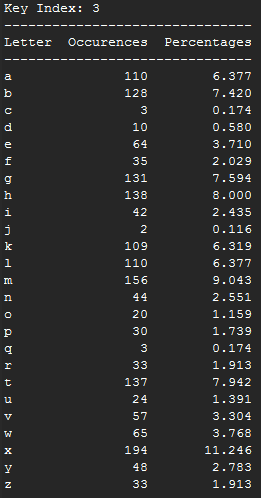 Key Index: 3
-------------------------------
Letter  Occurences  Percentages
-------------------------------
a              110        6.377
b              128        7.420
c                3        0.174
d               10        0.580
e               64        3.710
f               35        2.029
g              131        7.594
h              138        8.000
i               42        2.435
j                2        0.116
k              109        6.319
l              110        6.377
m              156        9.043
n               44        2.551
o               20        1.159
p               30        1.739
q                3        0.174
r               33        1.913
t              137        7.942
u               24        1.391
v               57        3.304
w               65        3.768
x              194       11.246
y               48        2.783
z               33        1.913